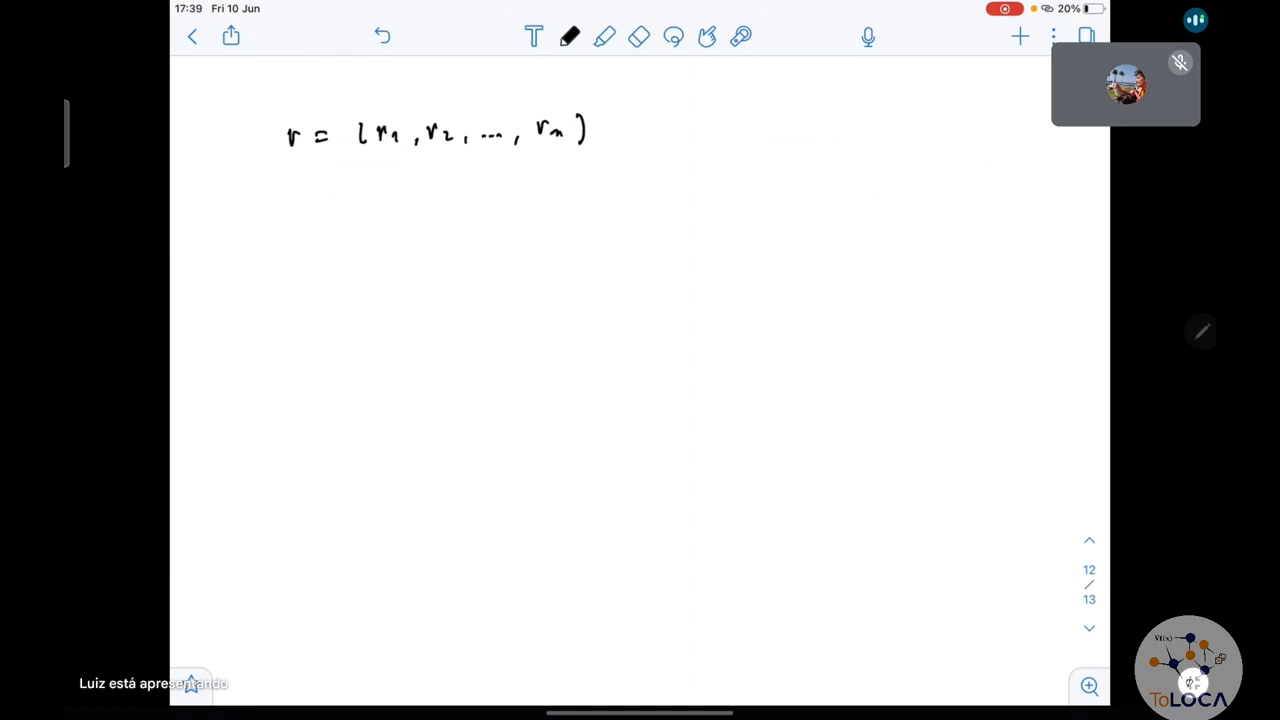 17:39 Fri 10 Jun
20%
r = (r1, r2, ..., rn)
12
/
13
Luiz está apresentando
∇f(x)
ToLOCA